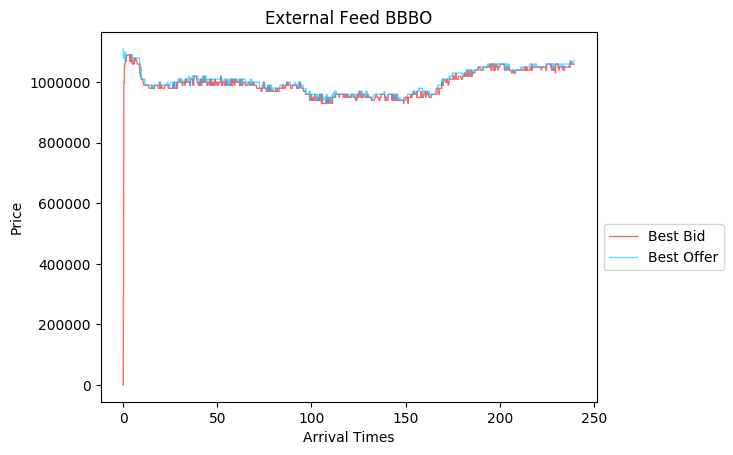 External Feed BBBO
1000000
800000
600000
400000
200000
0
Price
0 50 100 150 200 250
Arrival Times
Best Bid
Best Offer